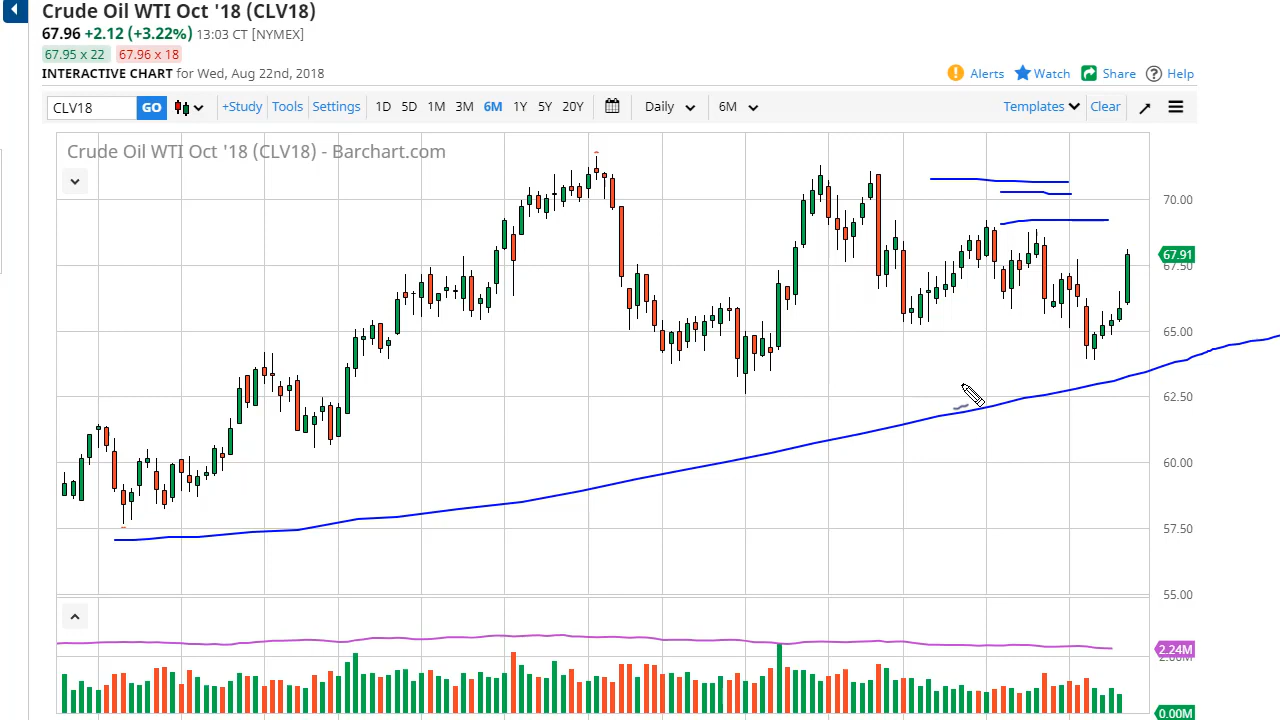 Crude Oil WTI Oct '18 (CLV18)
67.96 +2.12 (+3.22%) 13:03 CT [NYMEX]
67.95 x 22 67.96 x 18
INTERACTIVE CHART for Wed, Aug 22nd, 2018
Alerts Watch Share ? Help
CLV18 GO +Study Tools Settings 1D 5D 1M 3M 6M 1Y 5Y 20Y Daily 6M Templates Clear
Crude Oil WTI Oct '18 (CLV18) - Barchart.com
70.00
67.91
67.50
65.00
62.50
60.00
57.50
55.00
2.24M
0.00M